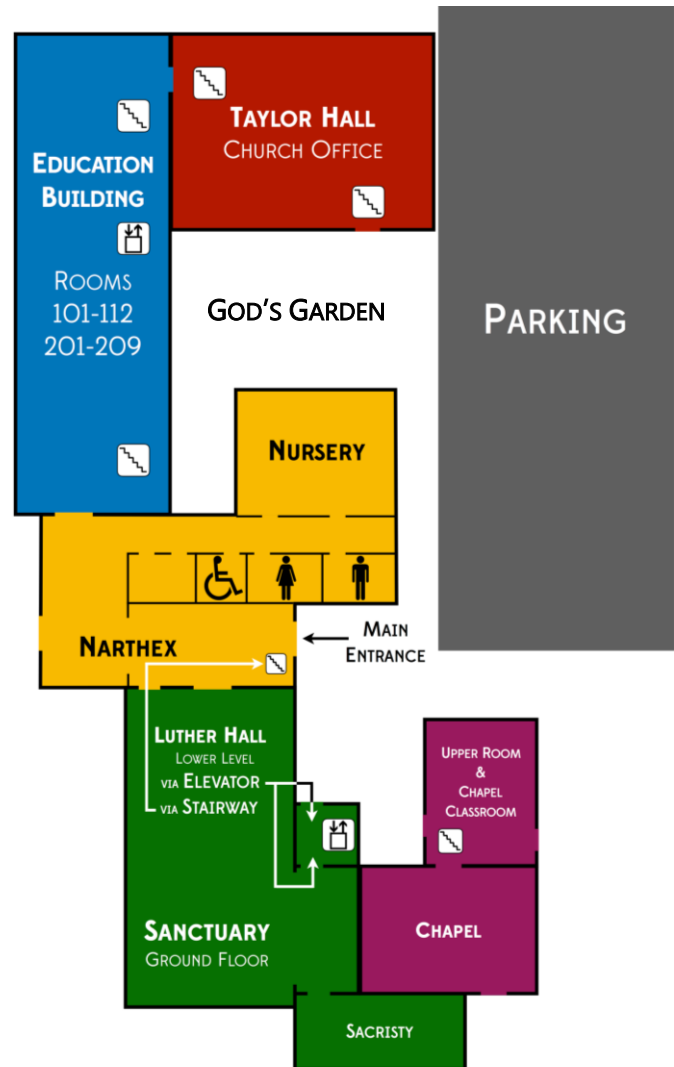 TAYLOR HALL
CHURCH OFFICE
EDUCATION
BUILDING
ROOMS
101-112
201-209
GOD'S GARDEN
PARKING
NURSERY
NARTHEX
MAIN
ENTRANCE
LUTHER HALL
LOWER LEVEL
VIA ELEVATOR
VIA STAIRWAY
UPPER ROOM
&
CHAPEL
CLASSROOM
SANCTUARY
GROUND FLOOR
CHAPEL
SACRISTY